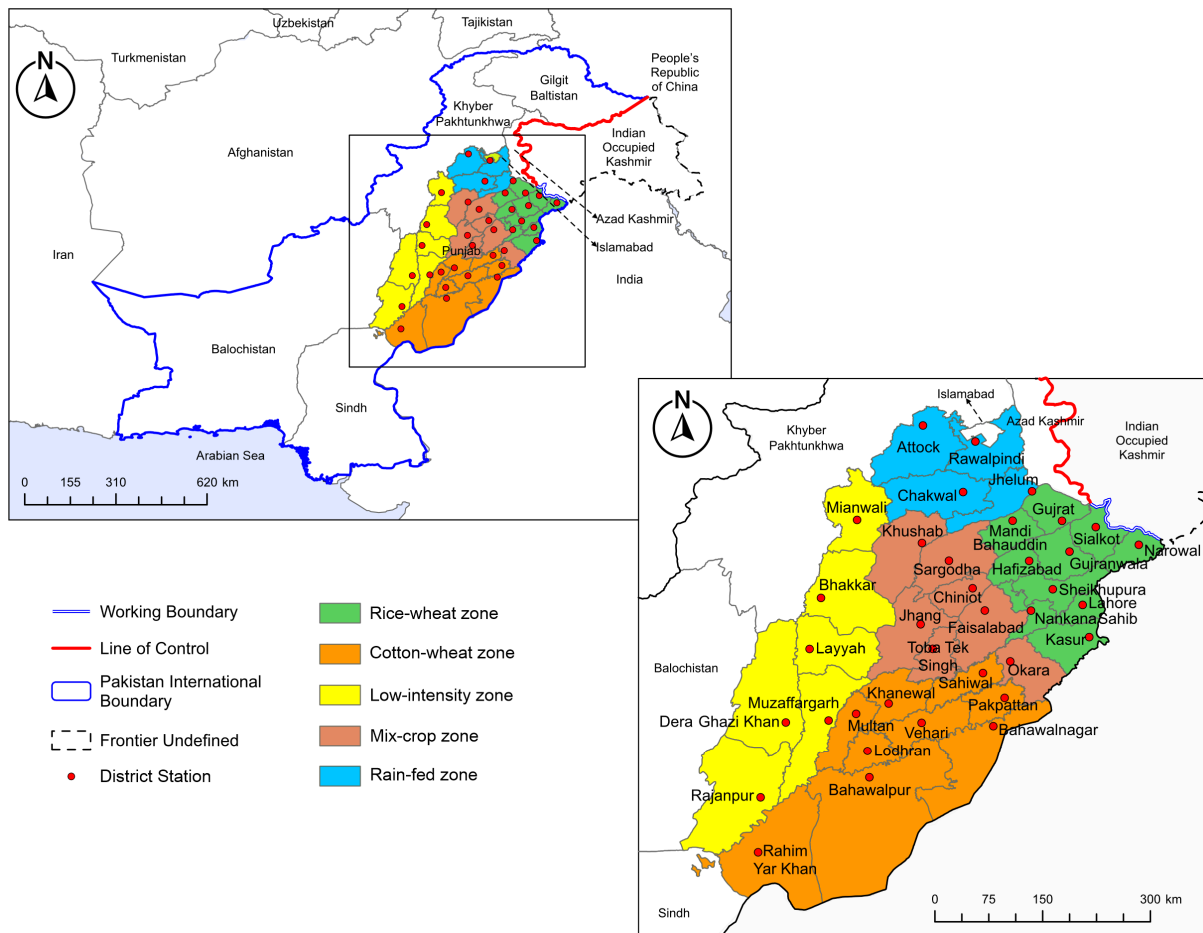 Uzbekistan
Tajikistan
Turkmenistan
N
People's
Republic
of China
Gilgit
Baltistan
Khyber
Pakhtunkhwa
Indian
Occupied
Kashmir
Afghanistan
Azad Kashmir
Islamabad
Punjab
Iran
India
Balochistan
Sindh
Arabian Sea
0 155 310 620 km
N
Islamabad
Azad Kashmir
Khyber
Pakhtunkhwa
Indian
Occupied
Kashmir
Attock
Rawalpindi
Jhelum
Chakwal
Mianwali
Gujrat
Khushab
Mandi
Bahauddin
Sialkot
Narowal
Gujranwala
Sargodha
Hafizabad
Bhakkar
Chiniot
Sheikhupura
Lahore
Jhang
Faisalabad
Nankana Sahib
Kasur
Layyah
Toba Tek
Singh
Okara
Balochistan
Sahiwal
Khanewal
Muzaffargarh
Pakpattan
Dera Ghazi Khan
Multan
Vehari
Bahawalnagar
Lodhran
Bahawalpur
Rajanpur
Rahim
Yar Khan
Sindh
0 75 150 300 km
Working Boundary
Line of Control
Pakistan International
Boundary
Frontier Undefined
District Station
Rice-wheat zone
Cotton-wheat zone
Low-intensity zone
Mix-crop zone
Rain-fed zone